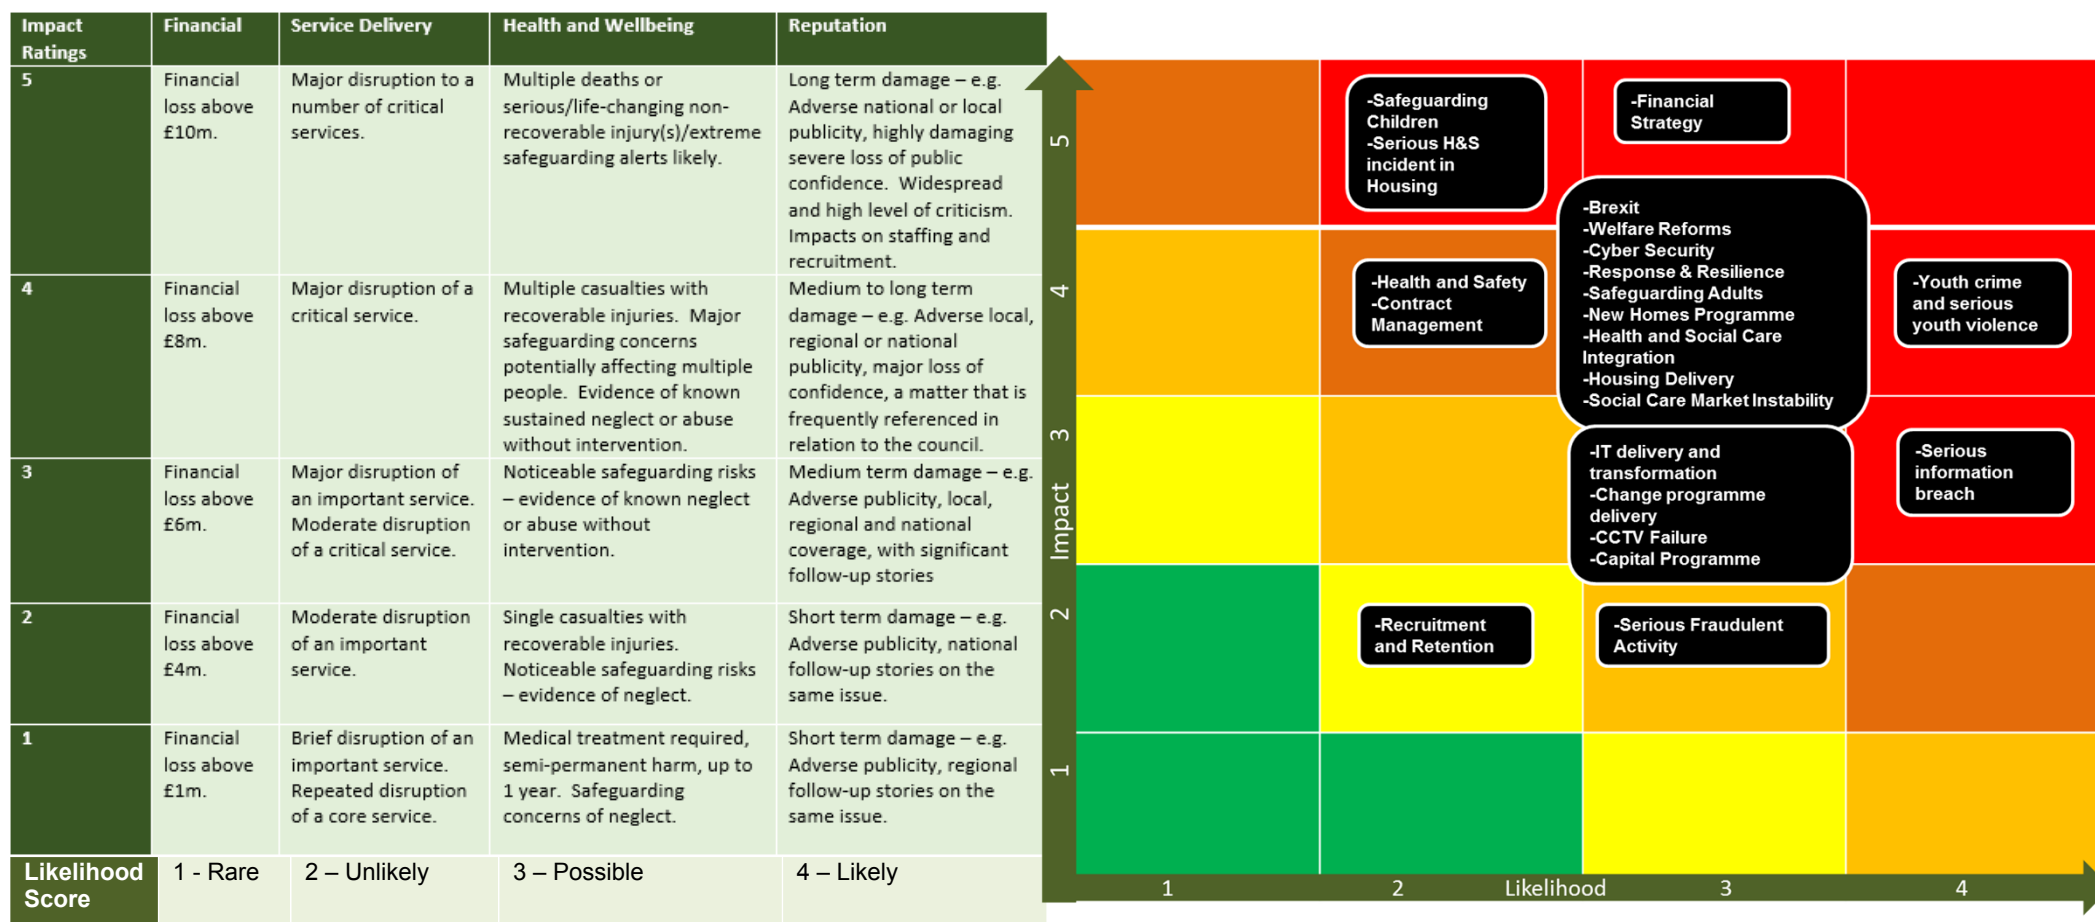 Impact Ratings
Financial
Service Delivery
Health and Wellbeing
Reputation
5
Financial
loss above
£10m.
Major disruption to a
number of critical
services.
Multiple deaths or
serious/life-changing non-
recoverable injury(s)/extreme
safeguarding alerts likely.
Long term damage – e.g.
Adverse national or local
publicity, highly damaging
severe loss of public
confidence. Widespread
and high level of criticism.
Impacts on staffing and
recruitment.
4
Financial
loss above
£8m.
Major disruption of a
critical service.
Multiple casualties with
recoverable injuries. Major
safeguarding concerns
potentially affecting multiple
people. Evidence of known
sustained neglect or abuse
without intervention.
Medium to long term
damage – e.g. Adverse local,
regional or national
publicity, major loss of
confidence, a matter that is
frequently referenced in
relation to the council.
3
Financial
loss above
£6m.
Major disruption of
an important service.
Moderate disruption
of a critical service.
Noticeable safeguarding risks
– evidence of known neglect
or abuse without
intervention.
Medium term damage – e.g.
Adverse publicity, local,
regional and national
coverage, with significant
follow-up stories
2
Financial
loss above
£4m.
Moderate disruption
of an important
service.
Single casualties with
recoverable injuries.
Noticeable safeguarding risks
– evidence of neglect.
Short term damage – e.g.
Adverse publicity, national
follow-up stories on the
same issue.
1
Financial
loss above
£1m.
Brief disruption of an
important service.
Repeated disruption
of a core service.
Medical treatment required,
semi-permanent harm, up to
1 year. Safeguarding
concerns of neglect.
Short term damage – e.g.
Adverse publicity, regional
follow-up stories on the
same issue.
Likelihood
Score
1 - Rare
2 – Unlikely
3 – Possible
4 – Likely
5
4
3
Impact
2
1
-Safeguarding
Children
-Serious H&S
incident in
Housing
-Financial
Strategy
-Brexit
-Welfare Reforms
-Cyber Security
-Response & Resilience
-Safeguarding Adults
-New Homes Programme
-Health and Social Care
Integration
-Housing Delivery
-Social Care Market Instability
-Health and Safety
-Contract
Management
-Youth crime
and serious
youth violence
-IT delivery and
transformation
-Change programme
delivery
-CCTV Failure
-Capital Programme
-Serious
information
breach
-Recruitment
and Retention
-Serious Fraudulent
Activity
1
2
Likelihood
3
4